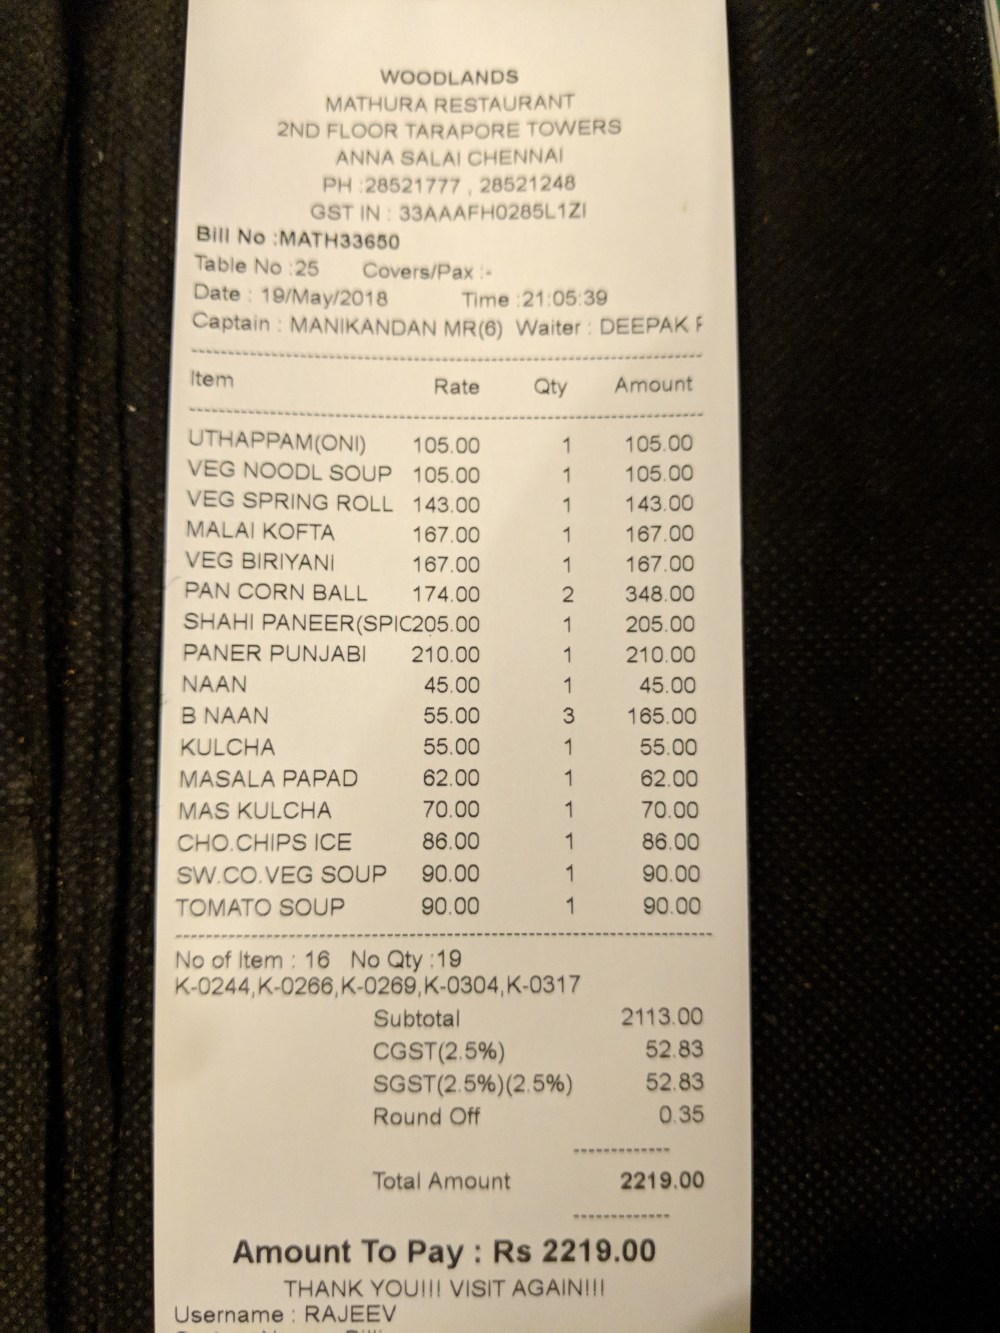 WOODLANDS
MATHURA RESTAURANT
2ND FLOOR TARAPORE TOWERS
ANNA SALAI CHENNAI
PH :28521777 , 28521248
GST IN : 33AAAFH0285L1ZI
Bill No :MATH33650
Table No :25 Covers/Pax :-
Date : 19/May/2018 Time :21:05:39
Captain : MANIKANDAN MR(6) Waiter : DEEPAK
Item Rate Qty Amount
UTHAPPAM(ONI) 105.00 1 105.00
VEG NOODL SOUP 105.00 1 105.00
VEG SPRING ROLL 143.00 1 143.00
MALAI KOFTA 167.00 1 167.00
VEG BIRIYANI 167.00 1 167.00
PAN CORN BALL 174.00 2 348.00
SHAHI PANEER(SPIC205.00 1 205.00
PANER PUNJABI 210.00 1 210.00
NAAN 45.00 1 45.00
B NAAN 55.00 3 165.00
KULCHA 55.00 1 55.00
MASALA PAPAD 62.00 1 62.00
MAS KULCHA 70.00 1 70.00
CHO.CHIPS ICE 86.00 1 86.00
SW.CO.VEG SOUP 90.00 1 90.00
TOMATO SOUP 90.00 1 90.00
No of Item : 16 No Qty :19
K-0244,K-0266,K-0269,K-0304,K-0317
Subtotal 2113.00
CGST(2.5%) 52.83
SGST(2.5%)(2.5%) 52.83
Round Off 0.35
Total Amount 2219.00
Amount To Pay : Rs 2219.00
THANK YOU!!! VISIT AGAIN!!!
Username : RAJEEV